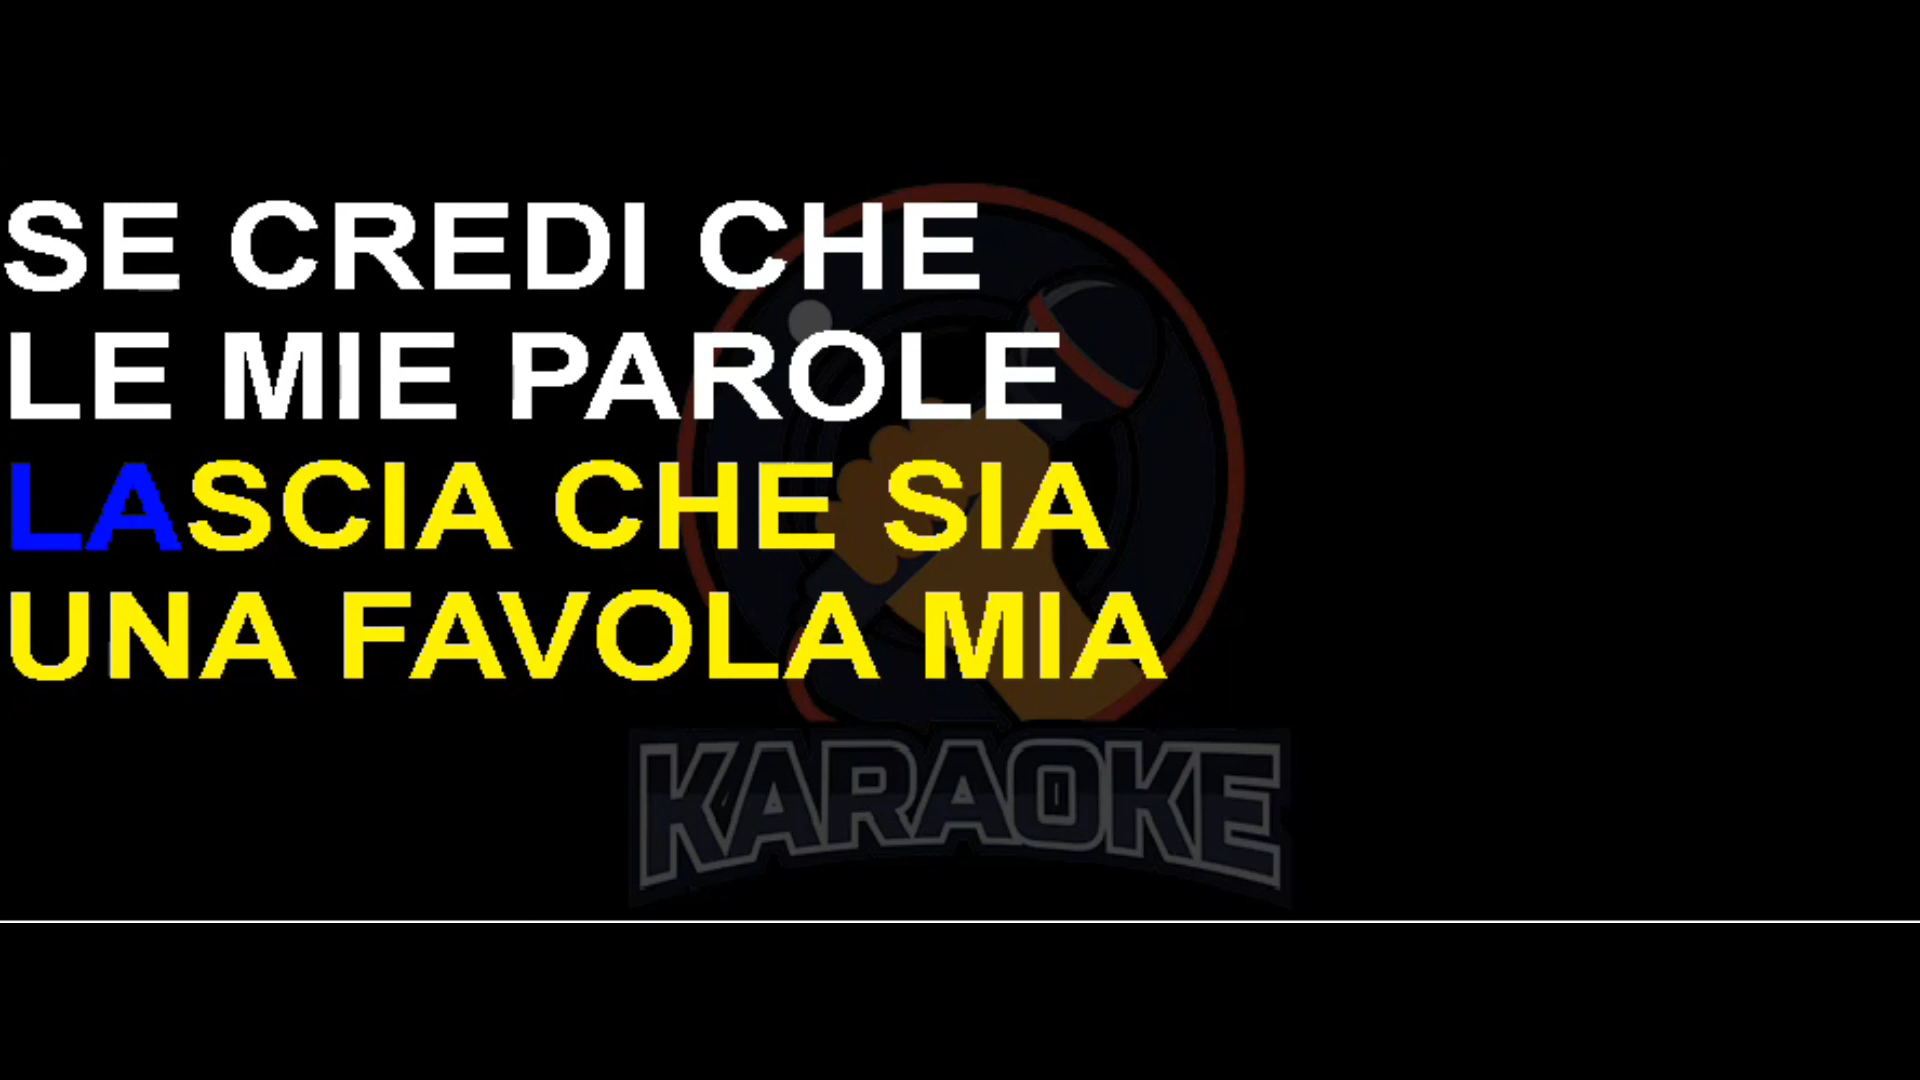 SE CREDI CHE
LE MIE PAROLE
LASCIA CHE SIA
UNA FAVOLA MIA
KARAOKE